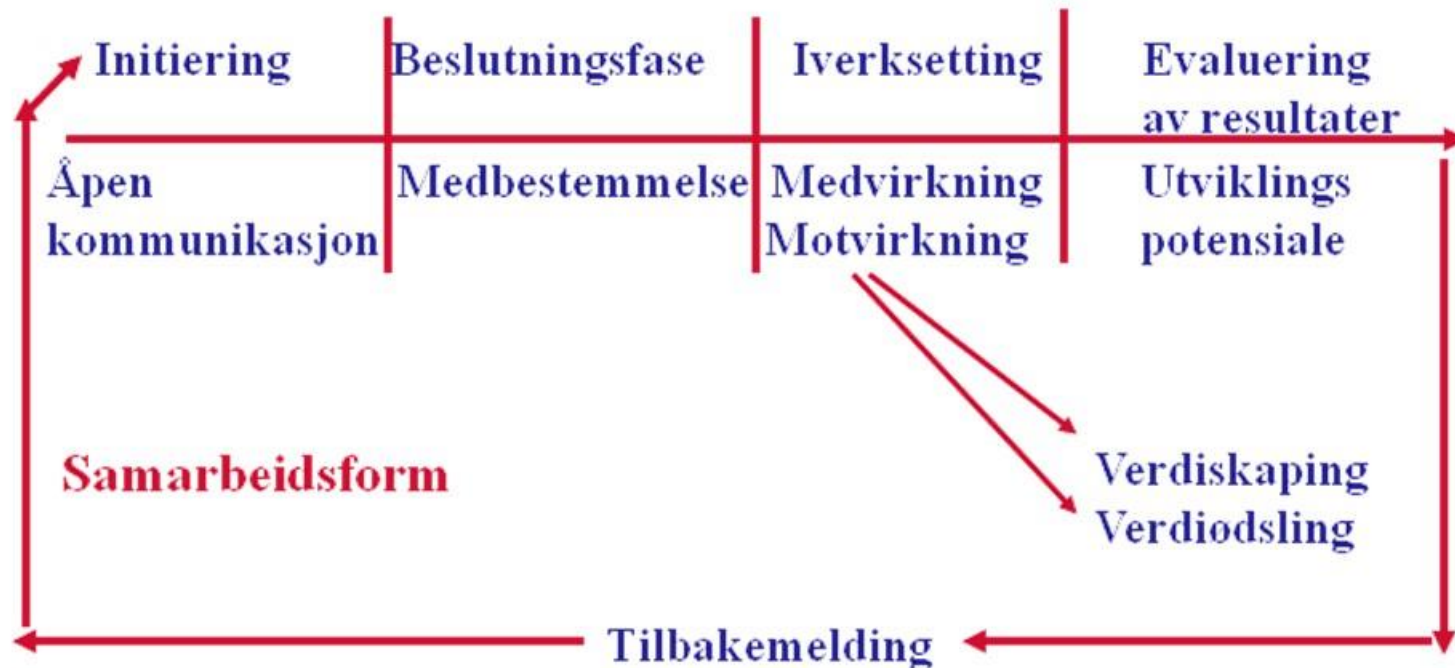 Initiering
Beslutningsfase
Iverksetting
Evaluering
av resultater
Åpen
kommunikasjon
Medbestemmelse
Medvirkning
Motvirkning
Utviklings
potensiale
Samarbeidsform
Verdiskaping
Verdiødsling
Tilbakemelding